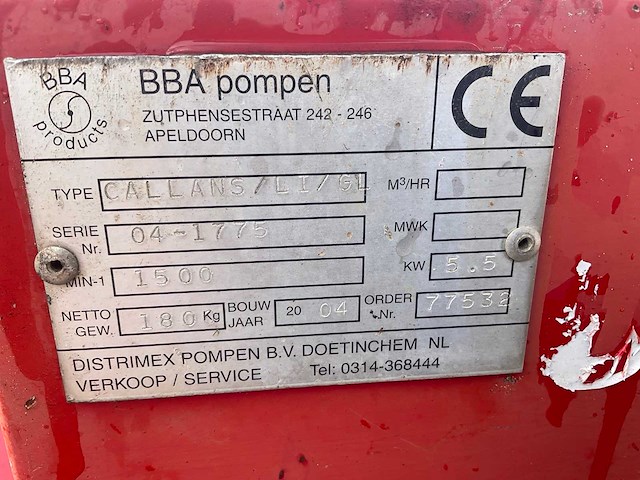 BBA products
BBA pompen
ZUTPHENSESTRAAT 242 - 246
APELDOORN
CE
TYPE CALLANS/LI/GL
M³/HR
SERIE Nr. 04-1775
MWK
MIN-1 1500
KW 5.5
NETTO GEW. 180 Kg
BOUW JAAR 20 04
ORDER Nr. 77532
DISTRIMEX POMPEN B.V. DOETINCHEM NL
VERKOOP / SERVICE Tel: 0314-368444